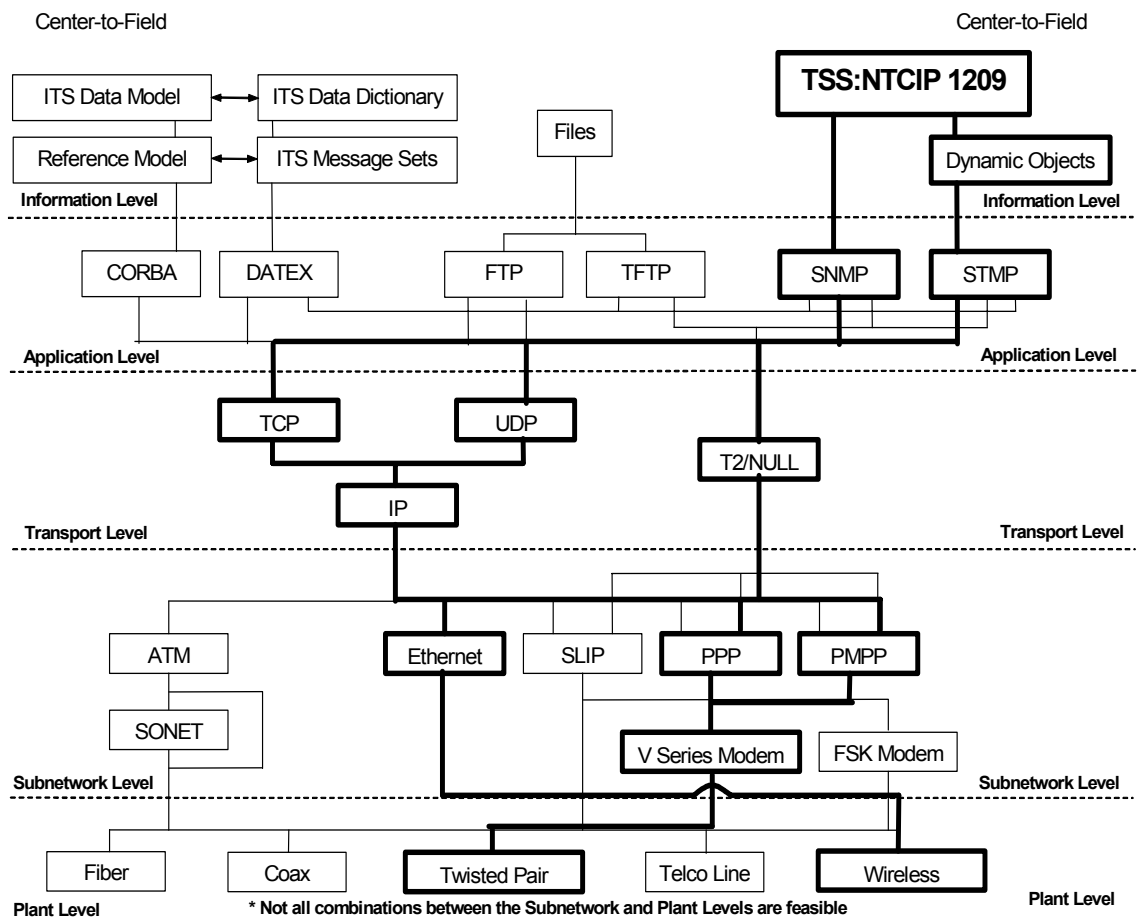 Center-to-Field Center-to-Field
TSS:NTCIP 1209
ITS Data Model ITS Data Dictionary
Files
Reference Model ITS Message Sets Dynamic Objects
Information Level Information Level
CORBA DATEX FTP TFTP SNMP STMP
Application Level Application Level
TCP UDP
T2/NULL
IP
Transport Level Transport Level
ATM Ethernet SLIP PPP PMPP
SONET
V Series Modem FSK Modem
Subnetwork Level Subnetwork Level
Fiber Coax Twisted Pair Telco Line Wireless
Plant Level * Not all combinations between the Subnetwork and Plant Levels are feasible Plant Level